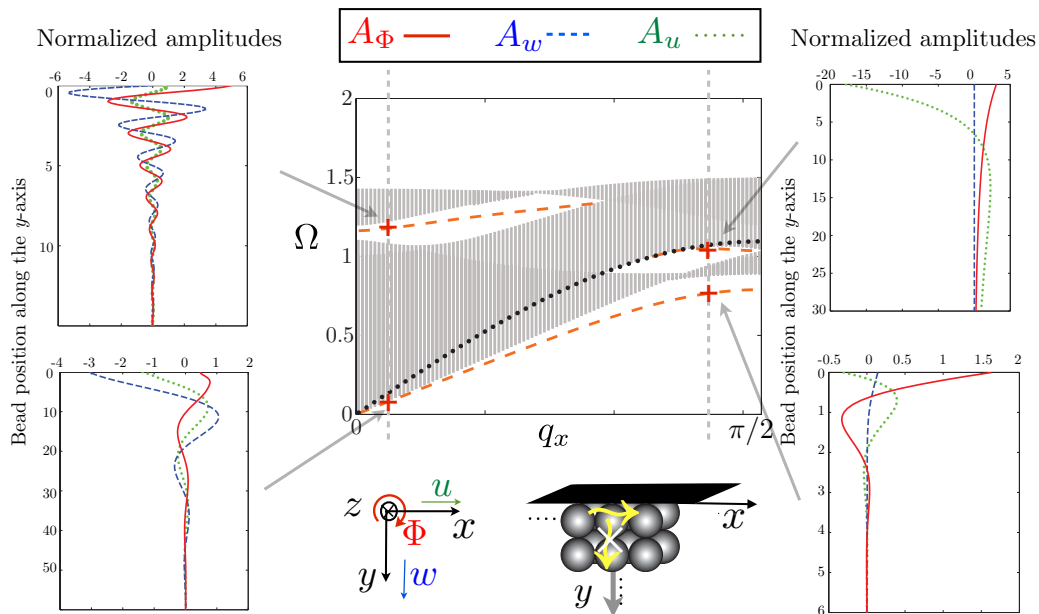 A_Φ A_w A_u
Normalized amplitudes
-6 -4 -2 0 2 4 6
0
5
10
Bead position along the y-axis
-4 -3 -2 -1 0 1 2
0
10
20
30
40
50
2
1.5
Ω 1
0.5
0
0 q_x π/2
Normalized amplitudes
-20 -15 -10 -5 0 5
0
5
10
15
20
25
30
Bead position along the y-axis
-0.5 0 0.5 1 1.5 2
0
1
2
3
4
5
6
z u
Φ x
y w
x
y